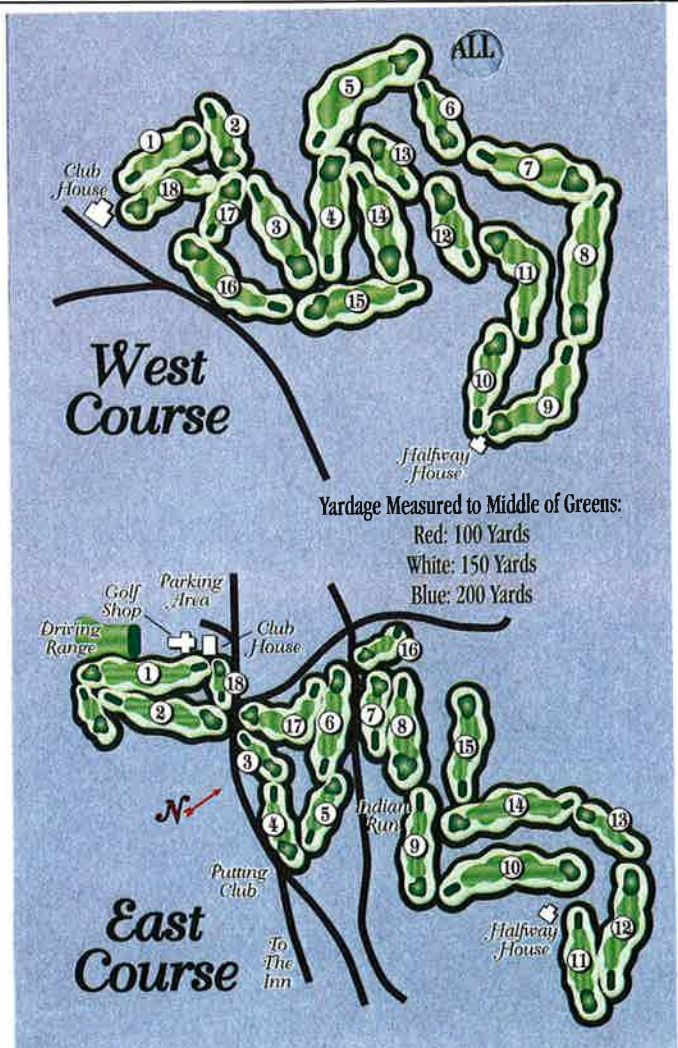 ALL
5
6
2
1
13
7
Club
House
18
17
3
4
14
12
8
11
16
15
West
Course
10
9
Halfway
House
Yardage Measured to Middle of Greens:
Red: 100 Yards
White: 150 Yards
Blue: 200 Yards
Parking
Area
Golf
Shop
Driving
Range
Club
House
16
1
18
2
17
6
7
8
3
15
N
4
5
Indian
Run
14
13
9
10
Putting
Club
Halfway
House
12
11
East
Course
To
The
Inn